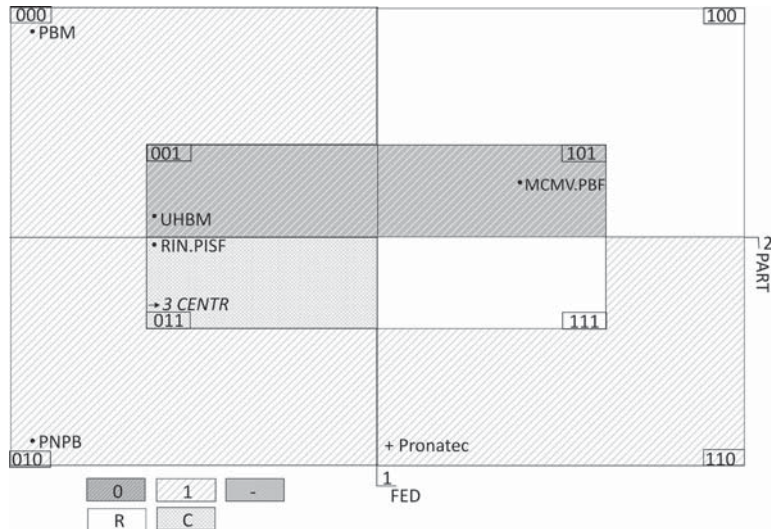 000
100
PBM
001
101
MCMV.PBF
UHBM
RIN.PISF
2
PART
→3 CENTR
011
111
PNPB
+ Pronatec
010
110
1
FED
0 1 -
R C